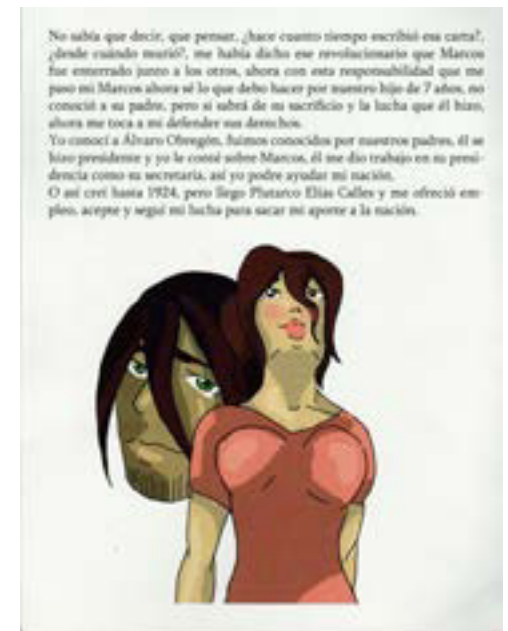 No sabía que decir, que pensar, ¿hace cuanto tiempo escribió esa carta?,
¿desde cuándo murió?, me había dicho ese revolucionario que Marcos
fue enterrado junto a los otros, ahora con esta responsabilidad que me
paso mi Marcos ahora sé lo que debo hacer por nuestro hijo de 7 años, no
conoció a su padre, pero si sabrá de su sacrificio y la lucha que él hizo,
ahora me toca a mi defender sus derechos.
Yo conocí a Álvaro Obregón, fuimos conocidos por nuestros padres, él se
hizo presidente y yo le conté sobre Marcos, él me dio trabajo en su presi-
dencia como su secretaria, así yo podre ayudar mi nación.
O así creí hasta 1924, pero llego Plutarco Elías Calles y me ofreció em-
pleo, acepte y seguí mi lucha para sacar mi aporte a la nación.